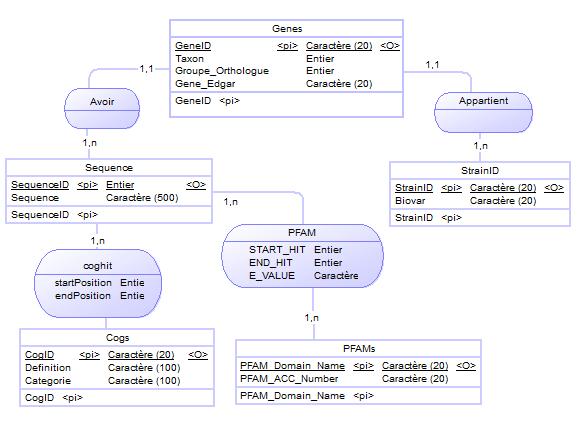 Genes
GeneID <pi> Caractère (20) <O>
Taxon Entier
Groupe_Orthologue Entier
Gene_Edgar Caractère (20)
GeneID <pi>
1,1
1,1
Avoir
Appartient
1,n
1,n
Sequence
SequenceID <pi> Entier <O>
Sequence Caractère (500)
SequenceID <pi>
StrainID
StrainID <pi> Caractère (20) <O>
Biovar Caractère (20)
StrainID <pi>
1,n
1,n
PFAM
START_HIT Entier
END_HIT Entier
E_VALUE Caractère
coghit
startPosition Entie
endPosition Entie
1,n
1,n
Cogs
CogID <pi> Caractère (20) <O>
Definition Caractère (100)
Categorie Caractère (100)
CogID <pi>
PFAMs
PFAM_Domain_Name <pi> Caractère (20) <O>
PFAM_ACC_Number Caractère (20)
PFAM_Domain_Name <pi>